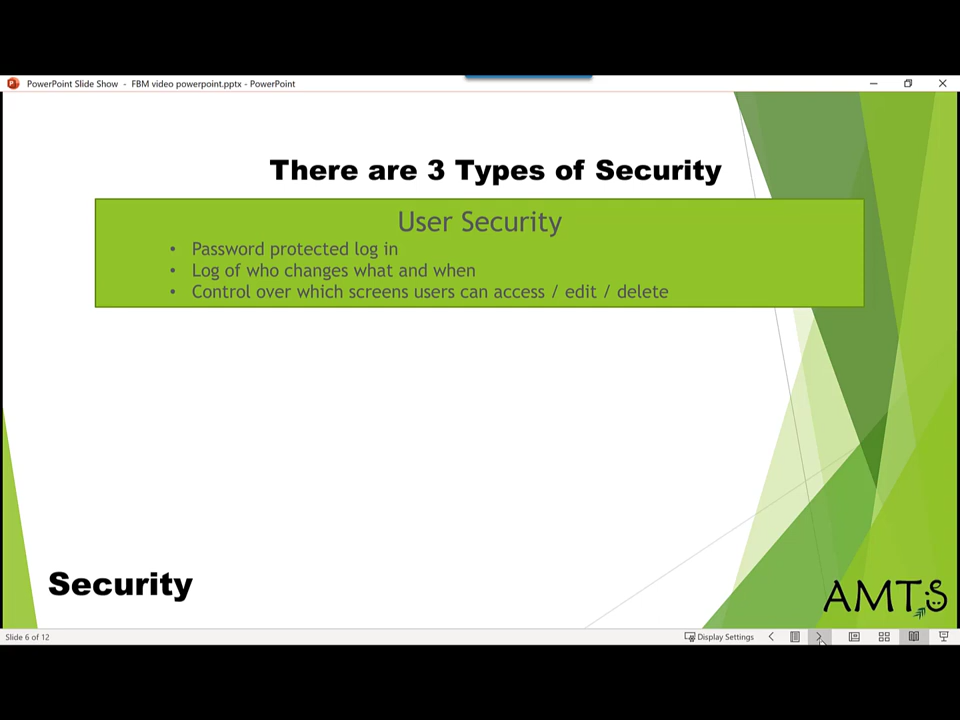 PowerPoint Slide Show - FBM video powerpoint.pptx - PowerPoint
There are 3 Types of Security
User Security
• Password protected log in
• Log of who changes what and when
• Control over which screens users can access / edit / delete
Security
AMTS
Slide 6 of 12
Display Settings